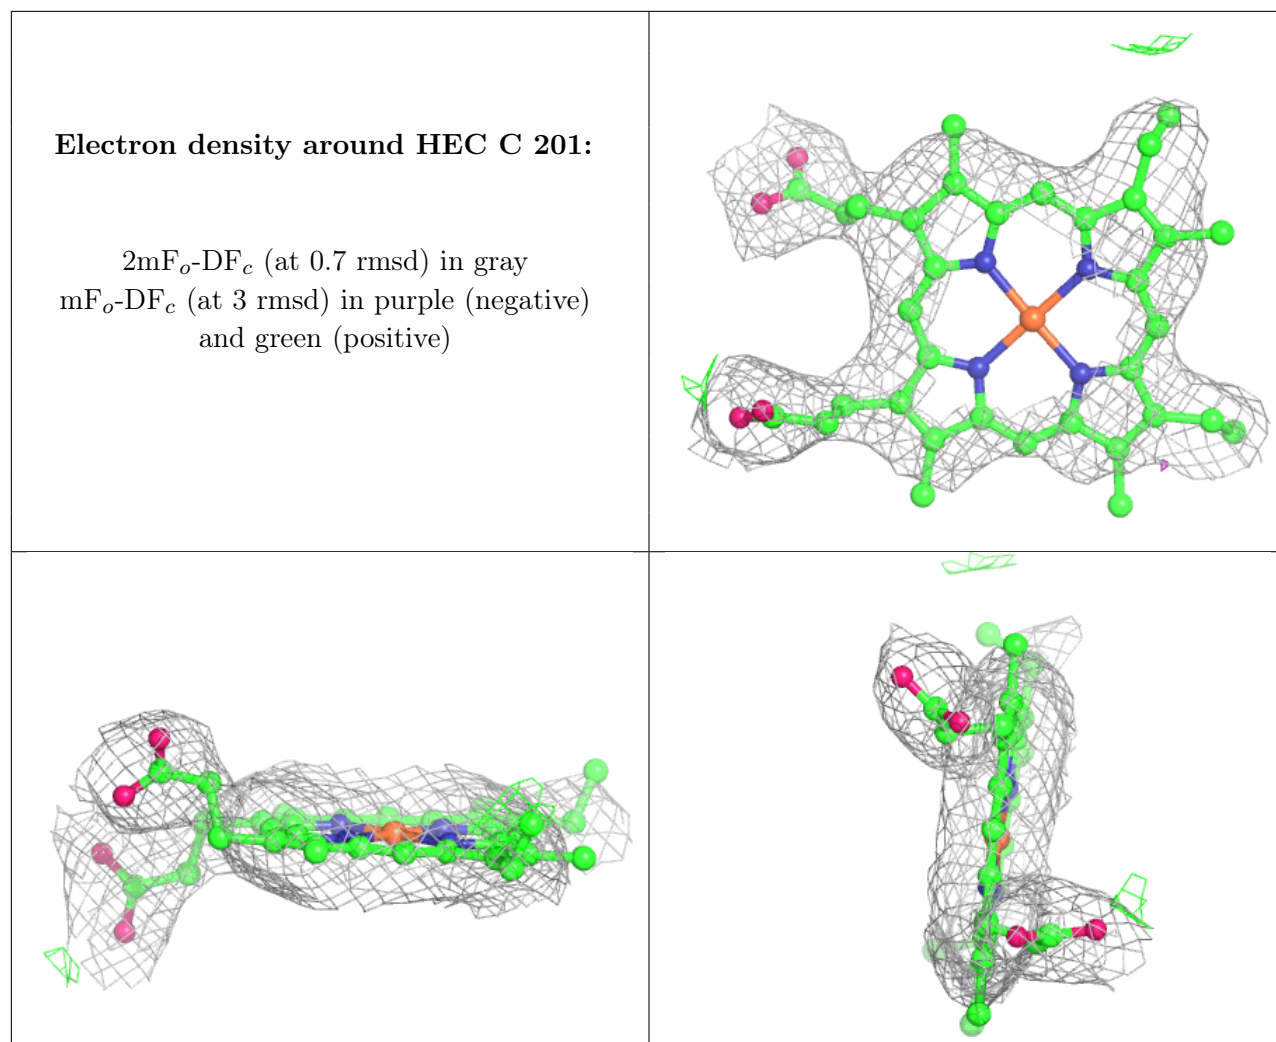 Electron density around HEC C 201:
2mFo-DFc (at 0.7 rmsd) in gray
mFo-DFc (at 3 rmsd) in purple (negative)
and green (positive)